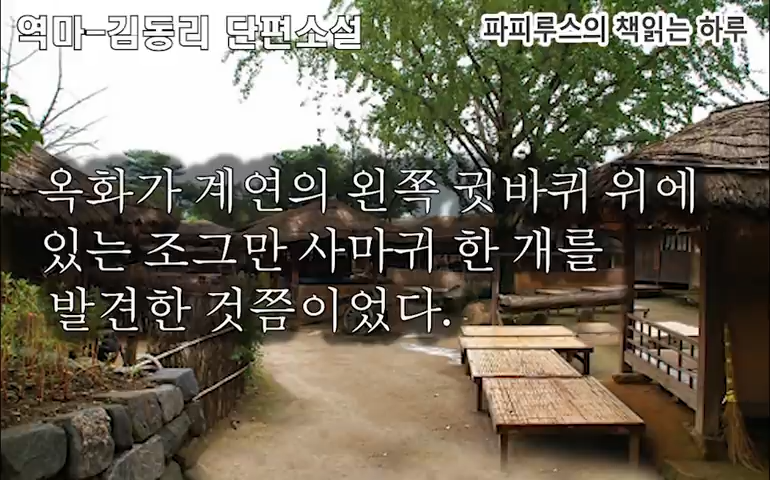 역마-김동리 단편소설
파피루스의 책읽는 하루
옥화가 계연의 왼쪽 귓바퀴 위에
있는 조그만 사마귀 한 개를
발견한 것쯤이었다.